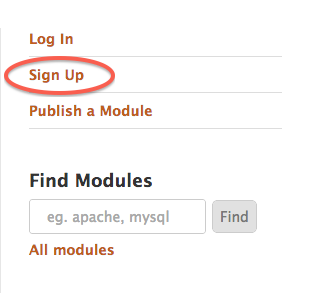 Log In
Sign Up
Publish a Module
Find Modules
eg. apache, mysql Find
All modules